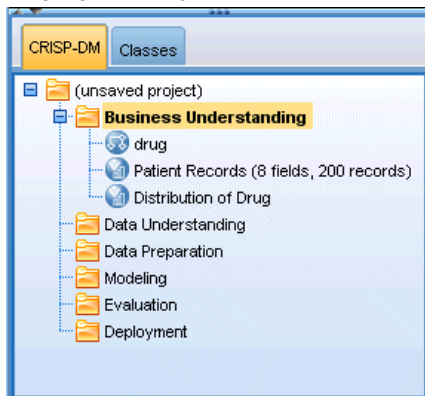 CRISP-DM Classes
(unsaved project)
Business Understanding
drug
Patient Records (8 fields, 200 records)
Distribution of Drug
Data Understanding
Data Preparation
Modeling
Evaluation
Deployment